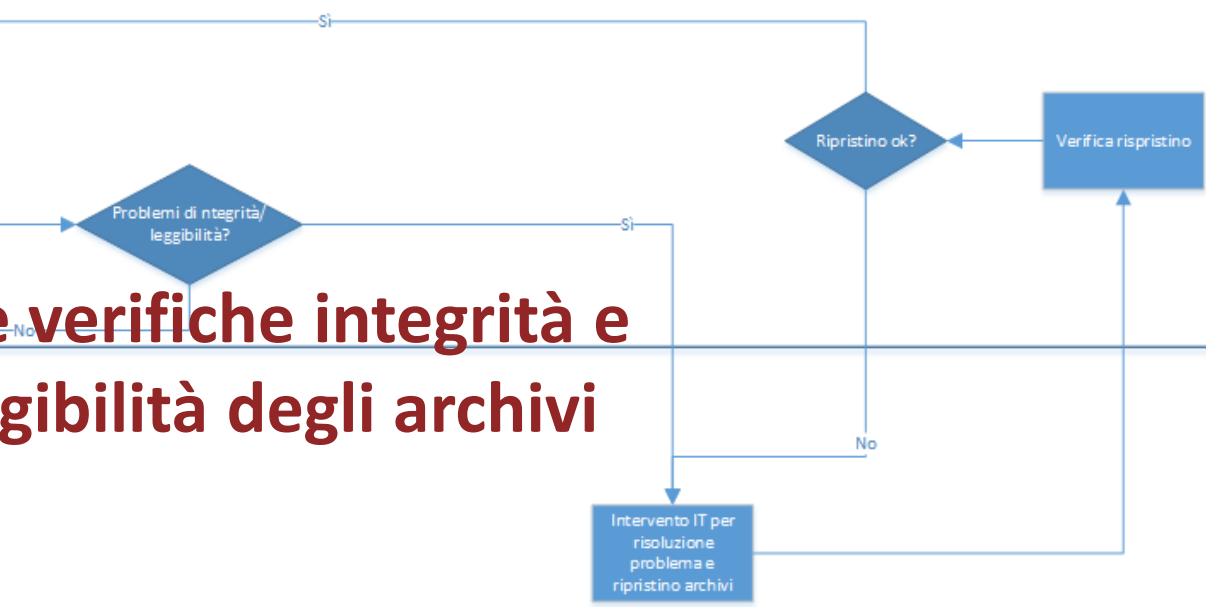 Sì
Ripristino ok?
Verifica rispristino
Problemi di ntegrità/
leggibilità?
Sì
No
e verifiche integrità e
gibilità degli archivi
No
Intervento IT per
risoluzione
problema e
ripristino archivi